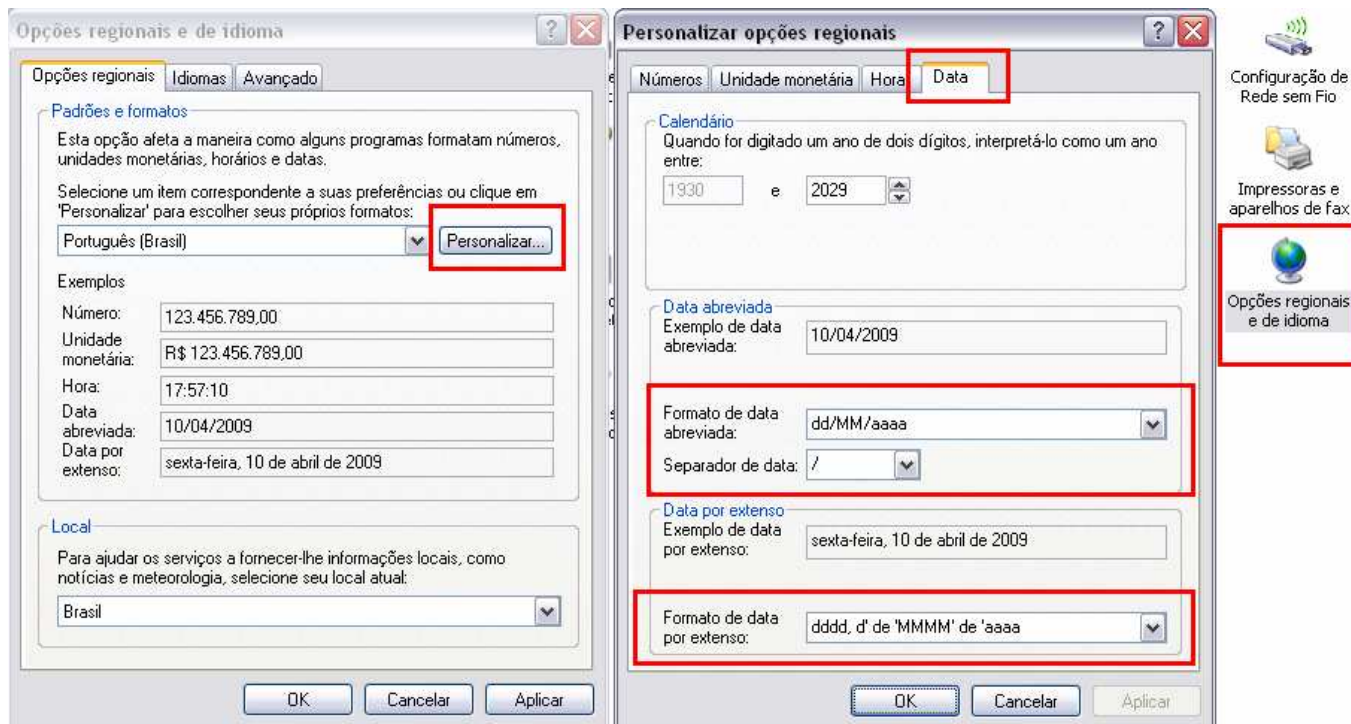 Opções regionais e de idioma
Opções regionais
Idiomas
Avançado
Padrões e formatos
Esta opção afeta a maneira como alguns programas formatam números,
unidades monetárias, horários e datas.
Selecione um item correspondente a suas preferências ou clique em
'Personalizar' para escolher seus próprios formatos:
Português (Brasil)
Personalizar...
Exemplos
Número:
123.456.789,00
Unidade
monetária:
R$ 123.456.789,00
Hora:
17:57:10
Data
abreviada:
10/04/2009
Data por
extenso:
sexta-feira, 10 de abril de 2009
Local
Para ajudar os serviços a fornecer-lhe informações locais, como
notícias e meteorologia, selecione seu local atual:
Brasil
OK
Cancelar
Aplicar
Personalizar opções regionais
Números
Unidade monetária
Hora
Data
Calendário
Quando for digitado um ano de dois dígitos, interpretá-lo como um ano
entre:
1930
e
2029
Data abreviada
Exemplo de data
abreviada:
10/04/2009
Formato de data
abreviada:
dd/MM/aaaa
Separador de data:
/
Data por extenso
Exemplo de data
por extenso:
sexta-feira, 10 de abril de 2009
Formato de data
por extenso:
dddd, d' de 'MMMM' de 'aaaa
OK
Cancelar
Aplicar
Configuração de
Rede sem Fio
Impressoras e
aparelhos de fax
Opções regionais
e de idioma